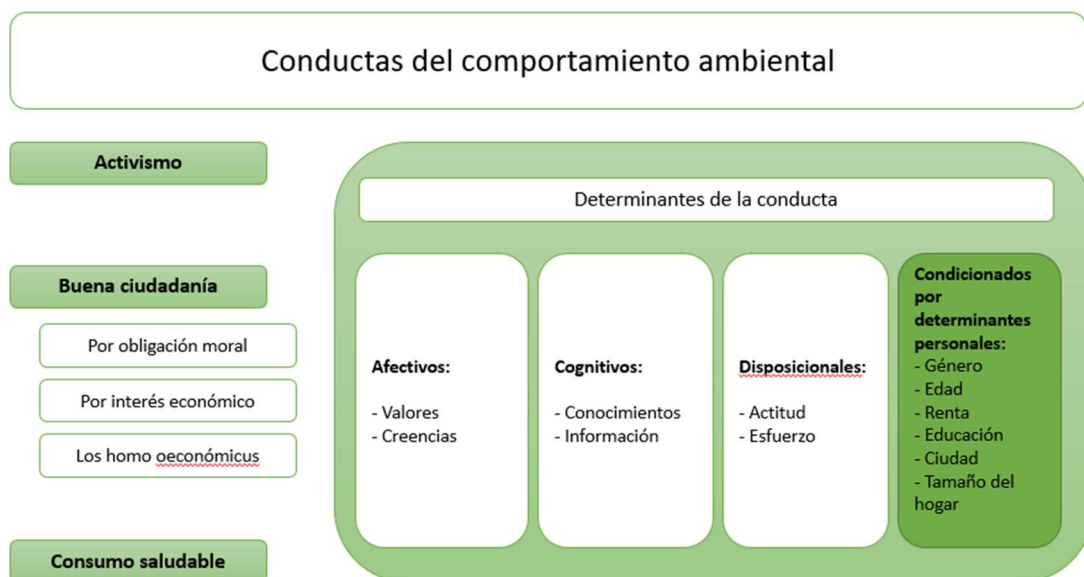 Conductas del comportamiento ambiental
Activismo
Buena ciudadanía
Por obligación moral
Por interés económico
Los homo oeconómicus
Consumo saludable
Determinantes de la conducta
Afectivos:
- Valores
- Creencias
Cognitivos:
- Conocimientos
- Información
Disposicionales:
- Actitud
- Esfuerzo
Condicionados
por
determinantes
personales:
- Género
- Edad
- Renta
- Educación
- Ciudad
- Tamaño del
hogar